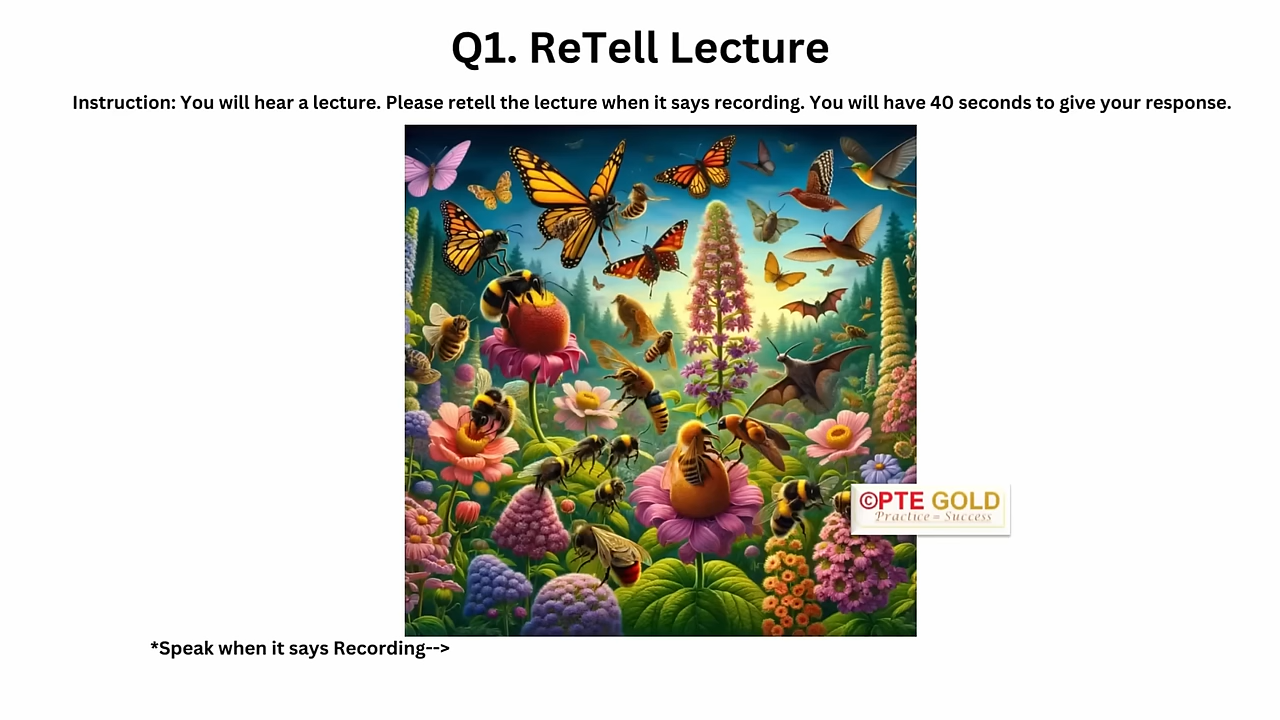 Q1. ReTell Lecture
Instruction: You will hear a lecture. Please retell the lecture when it says recording. You will have 40 seconds to give your response.
©PTE GOLD
Practice = Success
*Speak when it says Recording-->